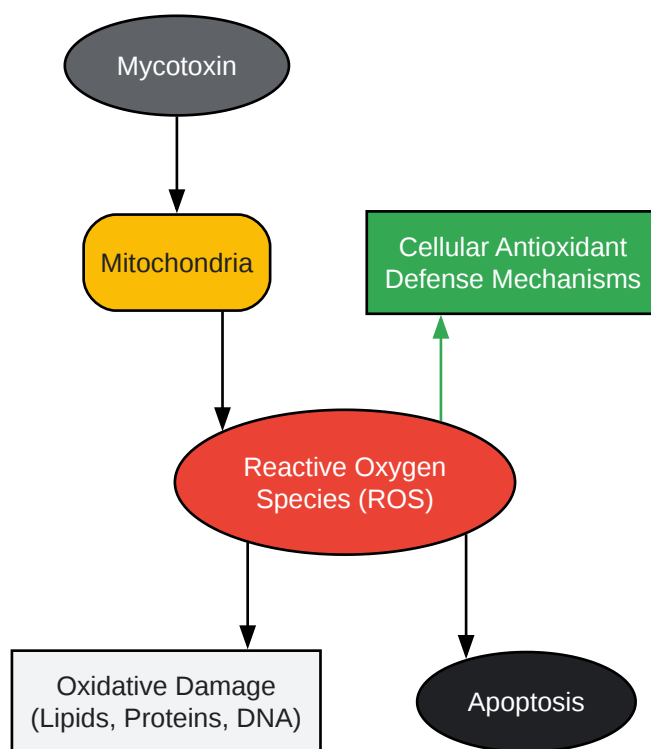 Mycotoxin
Mitochondria
Cellular Antioxidant
Defense Mechanisms
Reactive Oxygen
Species (ROS)
Oxidative Damage
(Lipids, Proteins, DNA)
Apoptosis